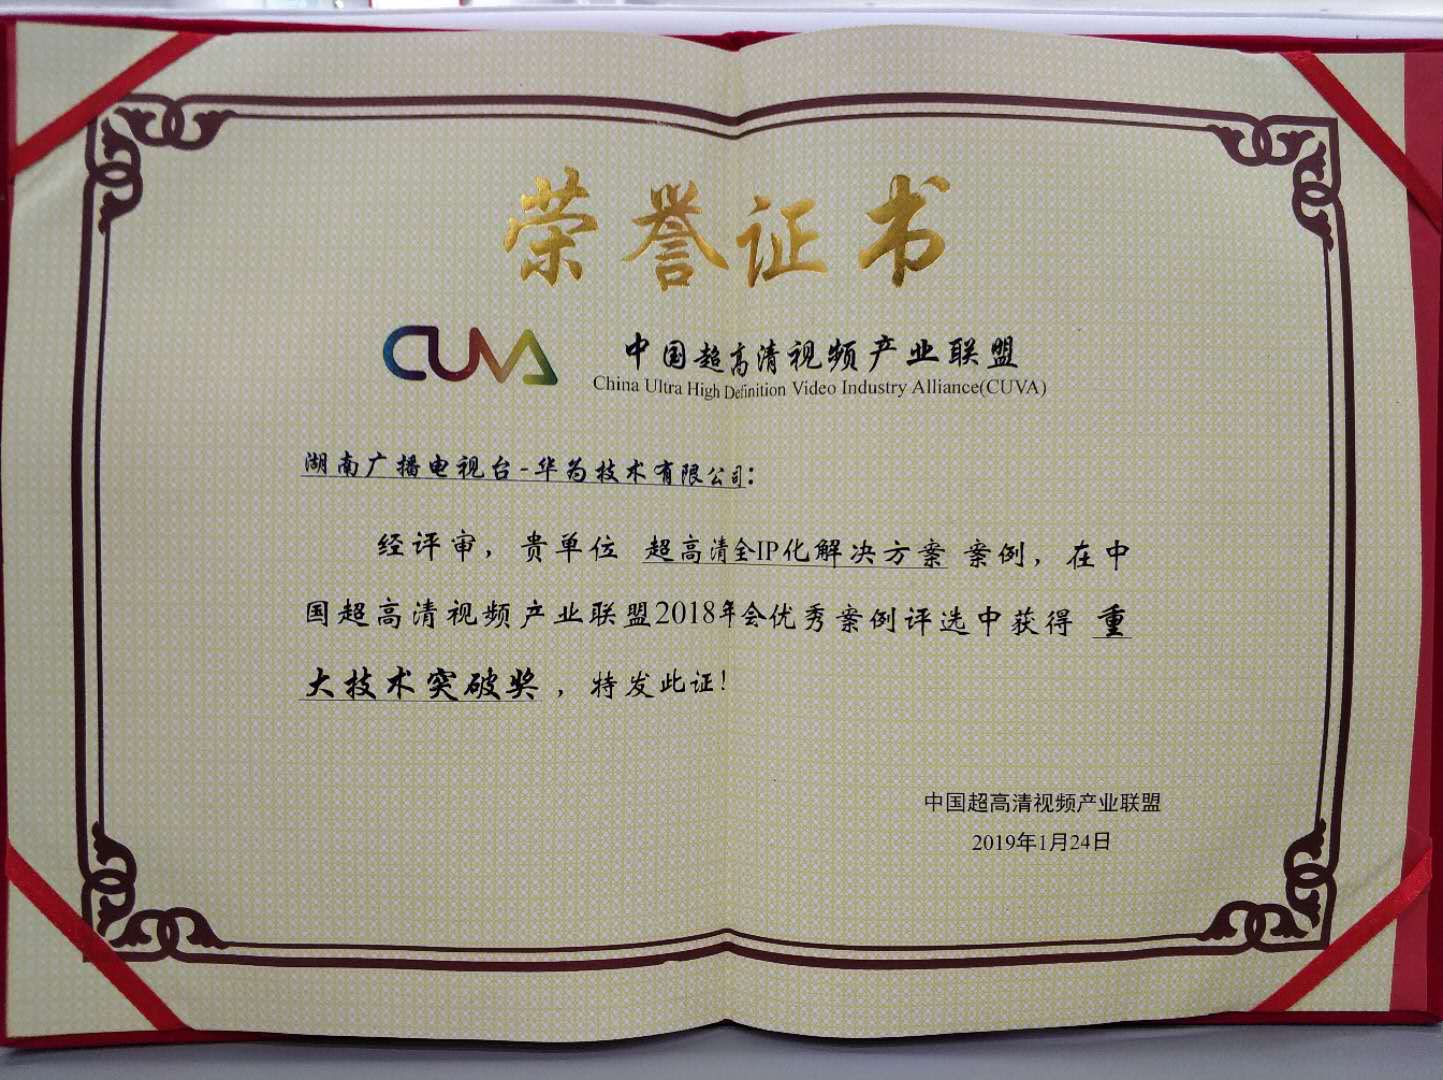 荣誉证书
CUVA 中国超高清视频产业联盟
China Ultra High Definition Video Industry Alliance(CUVA)
湖南广播电视台-华为技术有限公司:
经评审，贵单位 超高清全IP化解决方案 案例，在中
国超高清视频产业联盟2018年会优秀案例评选中获得 重
大技术突破奖 ，特发此证!
中国超高清视频产业联盟
2019年1月24日